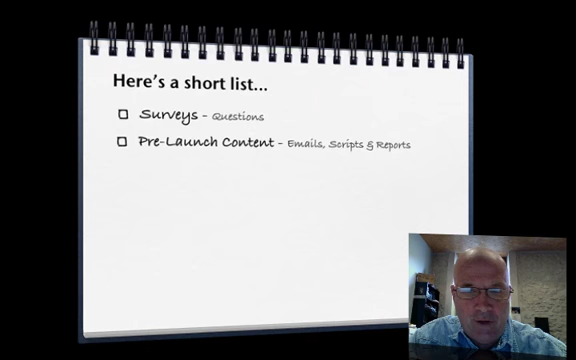 Here's a short list...
Surveys - Questions
Pre-Launch Content - Emails, Scripts & Reports